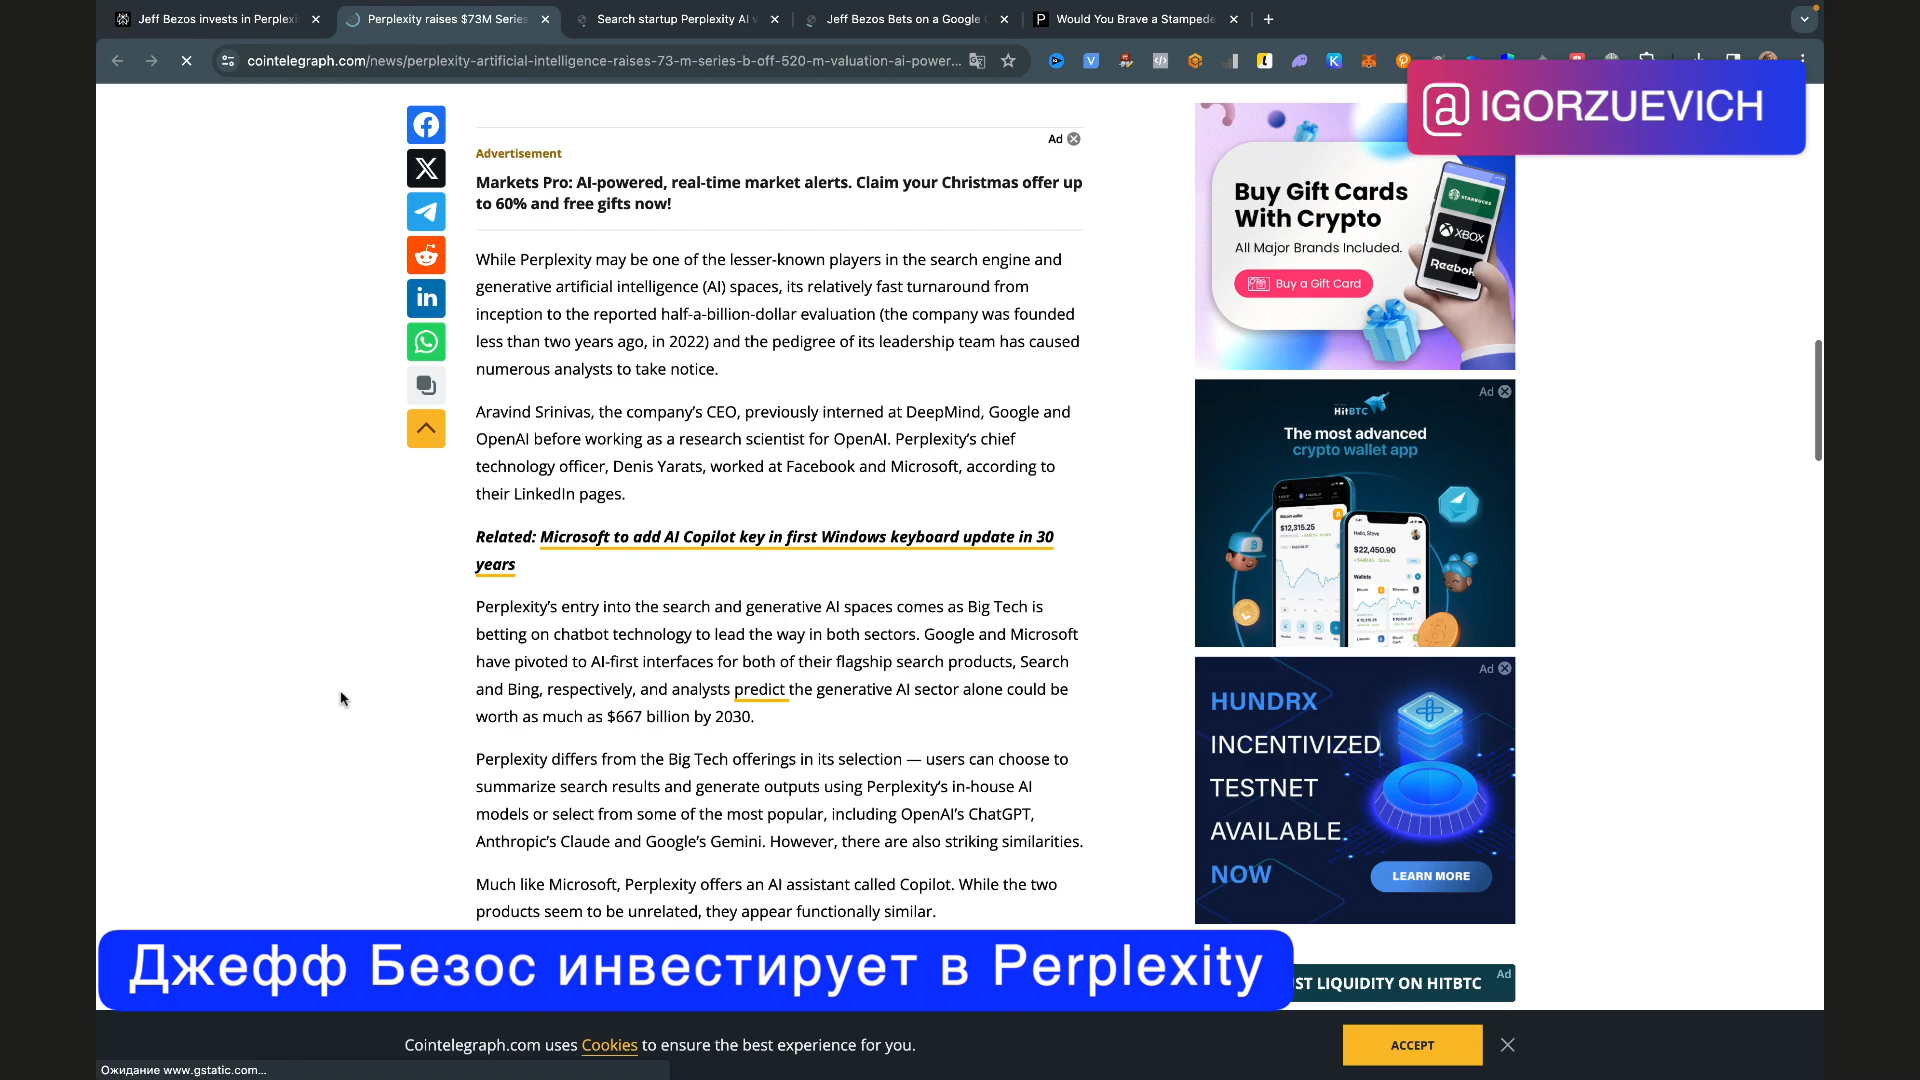 Jeff Bezos invests in Perplexi
Perplexity raises $73M Series
Search startup Perplexity AI v
Jeff Bezos Bets on a Google
Would You Brave a Stampede
cointelegraph.com/news/perplexity-artificial-intelligence-raises-73-m-series-b-off-520-m-valuation-ai-power...
@IGORZUEVICH
Ad
Advertisement
Markets Pro: AI-powered, real-time market alerts. Claim your Christmas offer up
to 60% and free gifts now!
While Perplexity may be one of the lesser-known players in the search engine and
generative artificial intelligence (AI) spaces, its relatively fast turnaround from
inception to the reported half-a-billion-dollar evaluation (the company was founded
less than two years ago, in 2022) and the pedigree of its leadership team has caused
numerous analysts to take notice.
Aravind Srinivas, the company's CEO, previously interned at DeepMind, Google and
OpenAI before working as a research scientist for OpenAI. Perplexity's chief
technology officer, Denis Yarats, worked at Facebook and Microsoft, according to
their LinkedIn pages.
Related: Microsoft to add AI Copilot key in first Windows keyboard update in 30
years
Perplexity's entry into the search and generative AI spaces comes as Big Tech is
betting on chatbot technology to lead the way in both sectors. Google and Microsoft
have pivoted to AI-first interfaces for both of their flagship search products, Search
and Bing, respectively, and analysts predict the generative AI sector alone could be
worth as much as $667 billion by 2030.
Perplexity differs from the Big Tech offerings in its selection — users can choose to
summarize search results and generate outputs using Perplexity's in-house AI
models or select from some of the most popular, including OpenAI's ChatGPT,
Anthropic's Claude and Google's Gemini. However, there are also striking similarities.
Much like Microsoft, Perplexity offers an AI assistant called Copilot. While the two
products seem to be unrelated, they appear functionally similar.
Buy Gift Cards
With Crypto
All Major Brands Included.
Buy a Gift Card
STARBUCKS
XBOX
Reebok
Ad
HitBTC
The most advanced
crypto wallet app
$12,315.25
Hello, Steve
$22,450.90
Wallets
Ad
HUNDRX
INCENTIVIZED
TESTNET
AVAILABLE
NOW
LEARN MORE
Джефф Безос инвестирует в Perplexity
ST LIQUIDITY ON HITBTC
Ad
Cointelegraph.com uses Cookies to ensure the best experience for you.
ACCEPT
Ожидание www.gstatic.com...